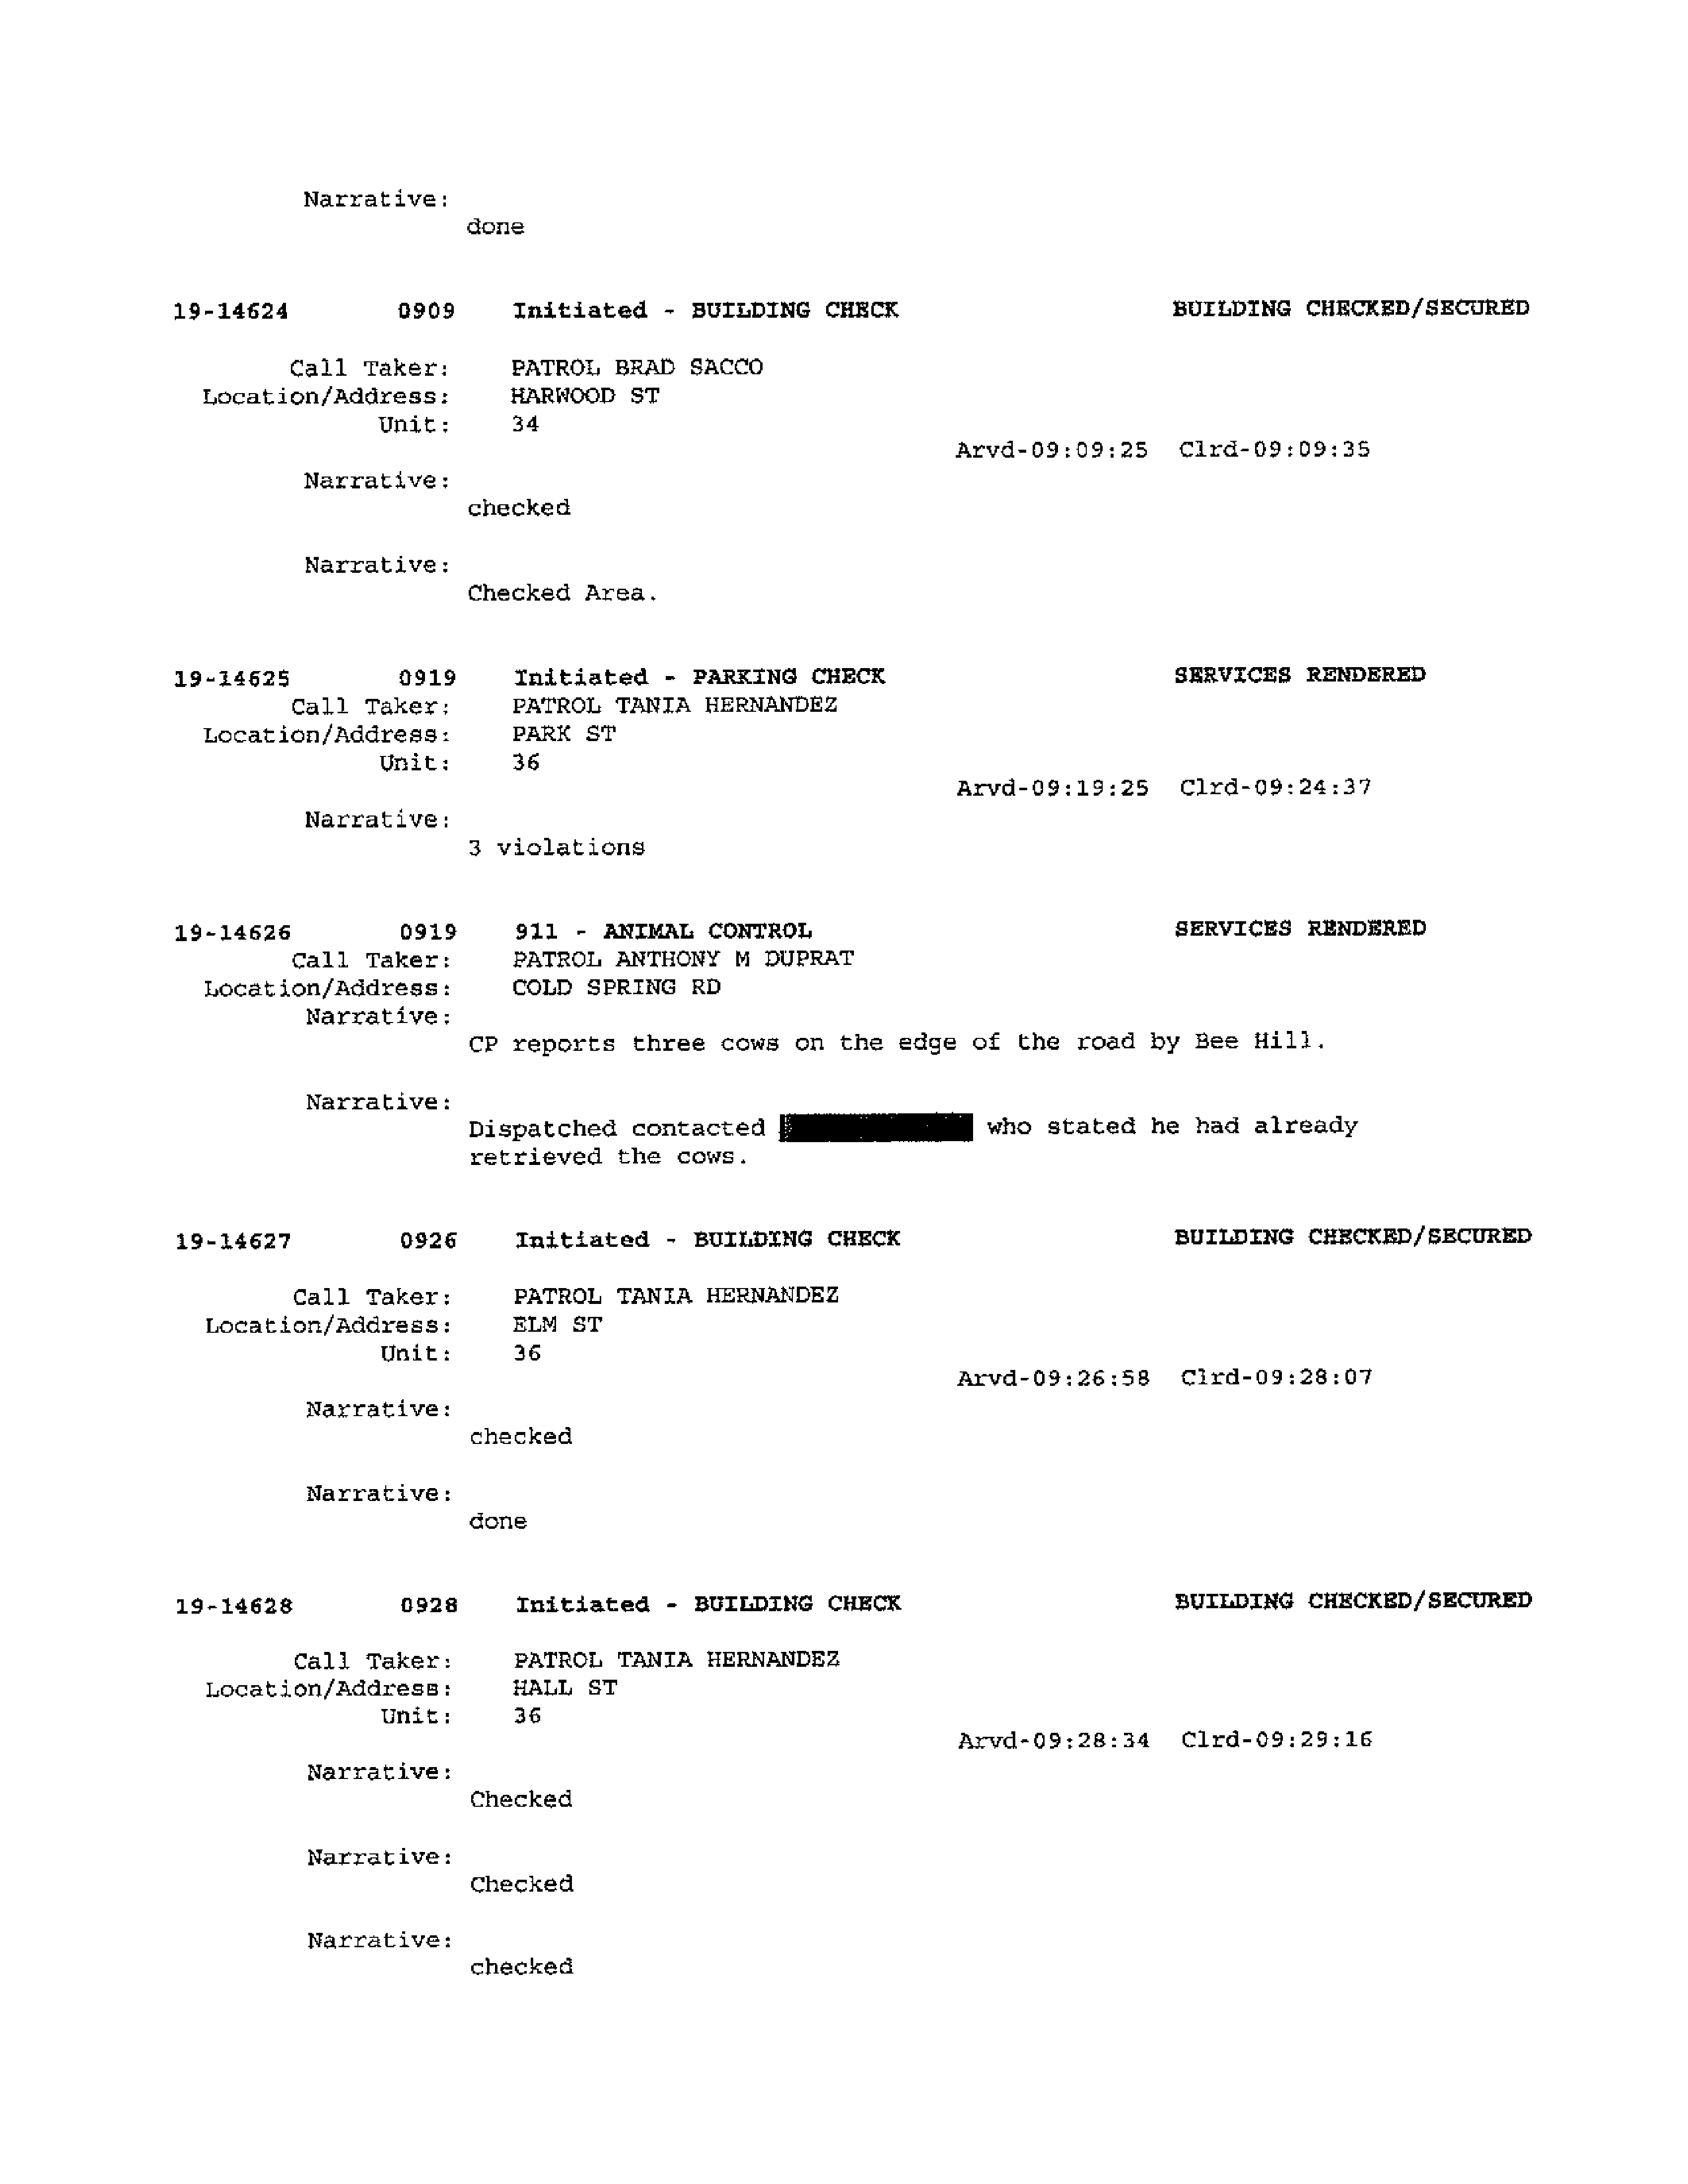 Narrative:
done
19-14624 0909 Initiated - BUILDING CHECK BUILDING CHECKED/SECURED
Call Taker: PATROL BRAD SACCO
Location/Address: HARWOOD ST
Unit: 34
Arvd-09:09:25 Clrd-09:09:35
Narrative:
checked
Narrative:
Checked Area.
19-14625 0919 Initiated - PARKING CHECK SERVICES RENDERED
Call Taker: PATROL TANIA HERNANDEZ
Location/Address: PARK ST
Unit: 36
Arvd-09:19:25 Clrd-09:24:37
Narrative:
3 violations
19-14626 0919 911 - ANIMAL CONTROL SERVICES RENDERED
Call Taker: PATROL ANTHONY M DUPRAT
Location/Address: COLD SPRING RD
Narrative:
CP reports three cows on the edge of the road by Bee Hill.
Narrative:
Dispatched contacted who stated he had already
retrieved the cows.
19-14627 0926 Initiated - BUILDING CHECK BUILDING CHECKED/SECURED
Call Taker: PATROL TANIA HERNANDEZ
Location/Address: ELM ST
Unit: 36
Arvd-09:26:58 Clrd-09:28:07
Narrative:
checked
Narrative:
done
19-14628 0928 Initiated - BUILDING CHECK BUILDING CHECKED/SECURED
Call Taker: PATROL TANIA HERNANDEZ
Location/Address: HALL ST
Unit: 36
Arvd-09:28:34 Clrd-09:29:16
Narrative:
Checked
Narrative:
Checked
Narrative:
checked